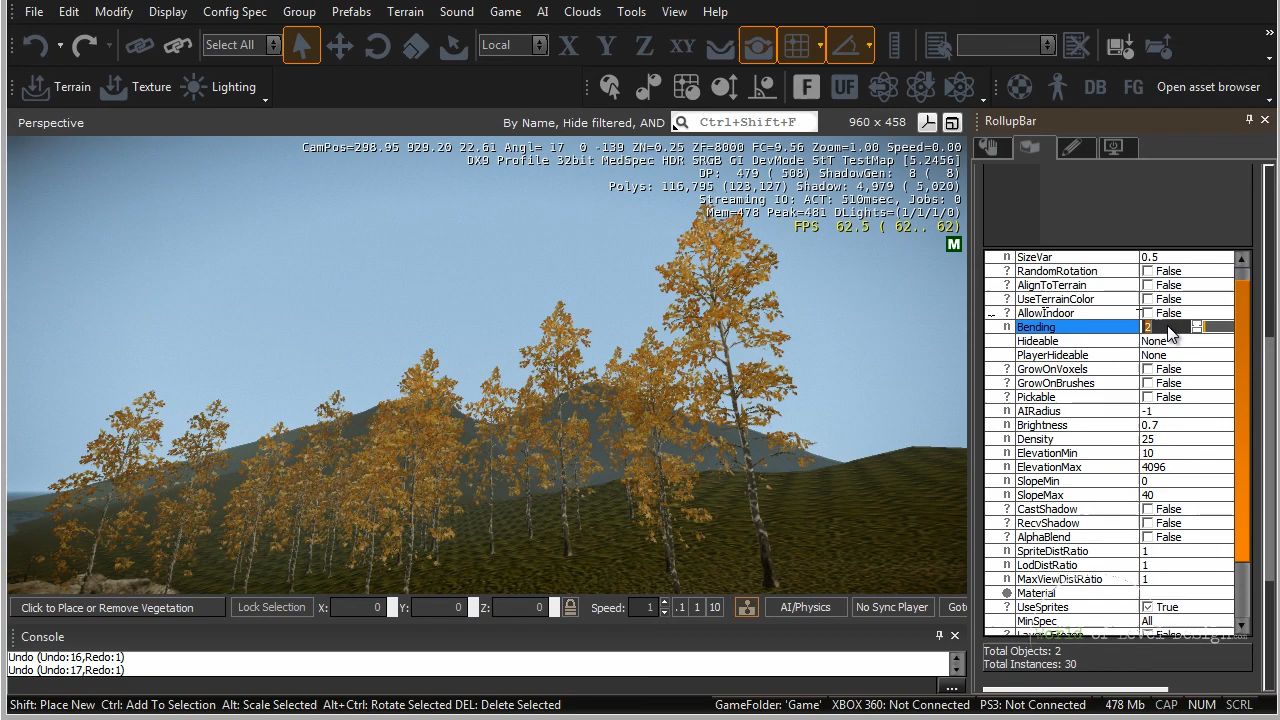 File Edit Modify Display Config Spec Group Prefabs Terrain Sound Game AI Clouds Tools View Help
Select All Local X Y Z XY
Terrain Texture Lighting F UF DB FG Open asset browser
Perspective By Name, Hide filtered, AND Ctrl+Shift+F 960 x 458
RollupBar
CamPos=298.95 929.20 22.61 Angl= 17 0 -139 ZN=0.25 ZF=8000 FC=9.56 Zoom=1.00 Speed=0.00
DX9 Profile 32bit MedSpec HDR SRGB GI DevMode StT TestMap [5.2456]
DP: 479 ( 508) ShadowGen: 8 ( 8)
Polys: 116,795 (123,127) Shadow: 4,979 ( 5,020)
Streaming IO: ACT: 510msec, Jobs: 0
Mem=478 Peak=481 DLights=(1/1/1/0)
FPS 62.5 ( 62.. 62)
M
SizeVar 0.5
RandomRotation False
AlignToTerrain False
UseTerrainColor False
AllowIndoor False
Bending 2
Hideable None
PlayerHideable None
GrowOnVoxels False
GrowOnBrushes False
Pickable False
AIRadius -1
Brightness 0.7
Density 25
ElevationMin 10
ElevationMax 4096
SlopeMin 0
SlopeMax 40
CastShadow False
RecvShadow False
AlphaBlend False
SpriteDistRatio 1
LodDistRatio 1
MaxViewDistRatio 1
Material
UseSprites True
MinSpec All
World of Level Design.com
Total Objects: 2
Total Instances: 30
Click to Place or Remove Vegetation Lock Selection X: 0 Y: 0 Z: 0 Speed: 1 .1 1 10 AI/Physics No Sync Player Goto
Console
Undo (Undo:16,Redo:1)
Undo (Undo:17,Redo:1)
...
Shift: Place New Ctrl: Add To Selection Alt: Scale Selected Alt+Ctrl: Rotate Selected DEL: Delete Selected GameFolder: 'Game' XBOX 360: Not Connected PS3: Not Connected 478 Mb CAP NUM SCRL